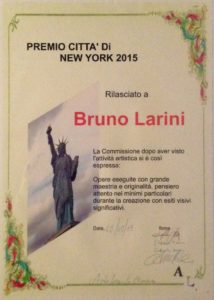 PREMIO CITTA' Di
NEW YORK 2015
Rilasciato a
Bruno Larini
La Commissione dopo aver visto
l'attività artistica si è così
espressa:
Opere eseguite con grande
maestria e originalità, pensiero
attento nei minimi particolari
durante la creazione con esiti visivi
significativi.
Data
Firma
A